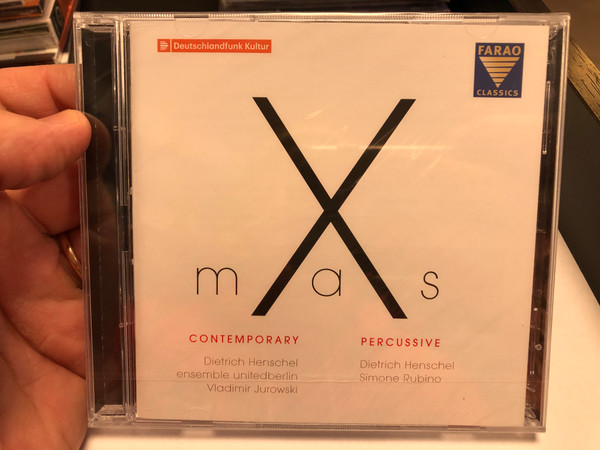 Deutschlandfunk Kultur
FARAO
CLASSICS
X
m a s
CONTEMPORARY
Dietrich Henschel
ensemble unitedberlin
Vladimir Jurowski
PERCUSSIVE
Dietrich Henschel
Simone Rubino